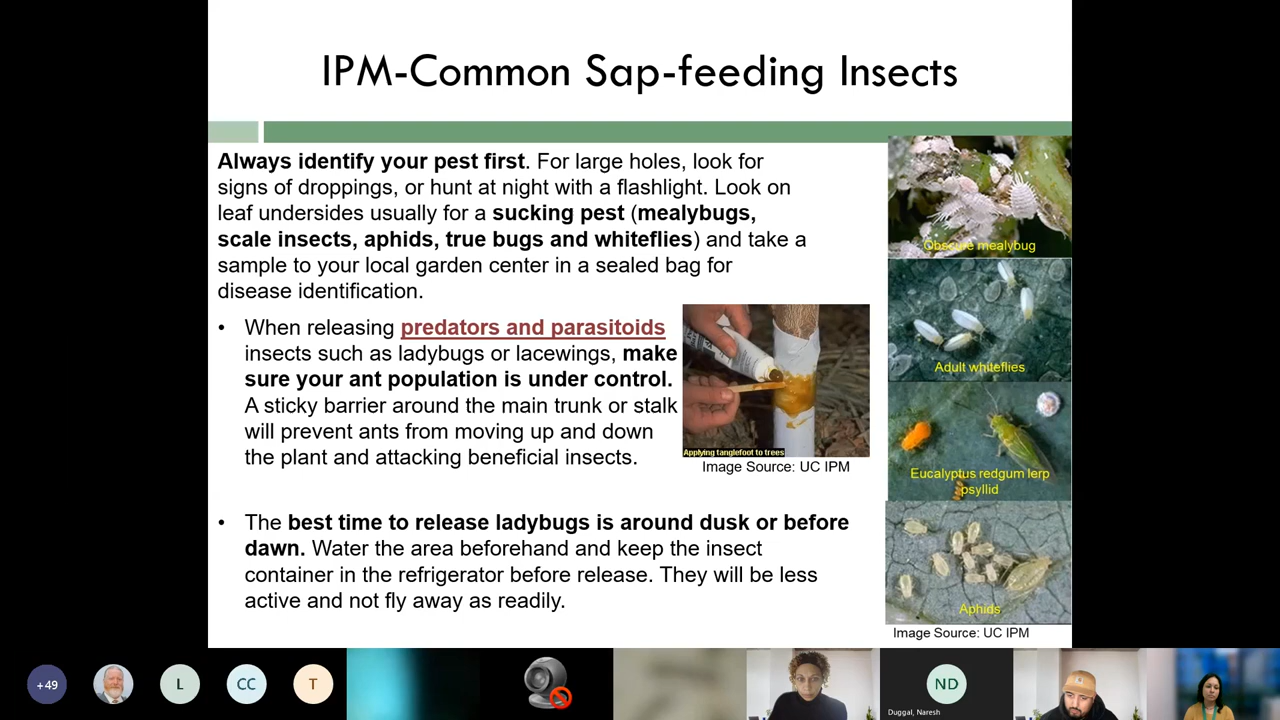 IPM-Common Sap-feeding Insects
Always identify your pest first. For large holes, look for
signs of droppings, or hunt at night with a flashlight. Look on
leaf undersides usually for a sucking pest (mealybugs,
scale insects, aphids, true bugs and whiteflies) and take a
sample to your local garden center in a sealed bag for
disease identification.
• When releasing predators and parasitoids
insects such as ladybugs or lacewings, make
sure your ant population is under control.
A sticky barrier around the main trunk or stalk
will prevent ants from moving up and down
the plant and attacking beneficial insects.
Applying tanglefoot to trees
Image Source: UC IPM
• The best time to release ladybugs is around dusk or before
dawn. Water the area beforehand and keep the insect
container in the refrigerator before release. They will be less
active and not fly away as readily.
Obscure mealybug
Adult whiteflies
Eucalyptus redgum lerp
psyllid
Aphids
Image Source: UC IPM
+49
L
CC
T
ND
Duggal, Naresh